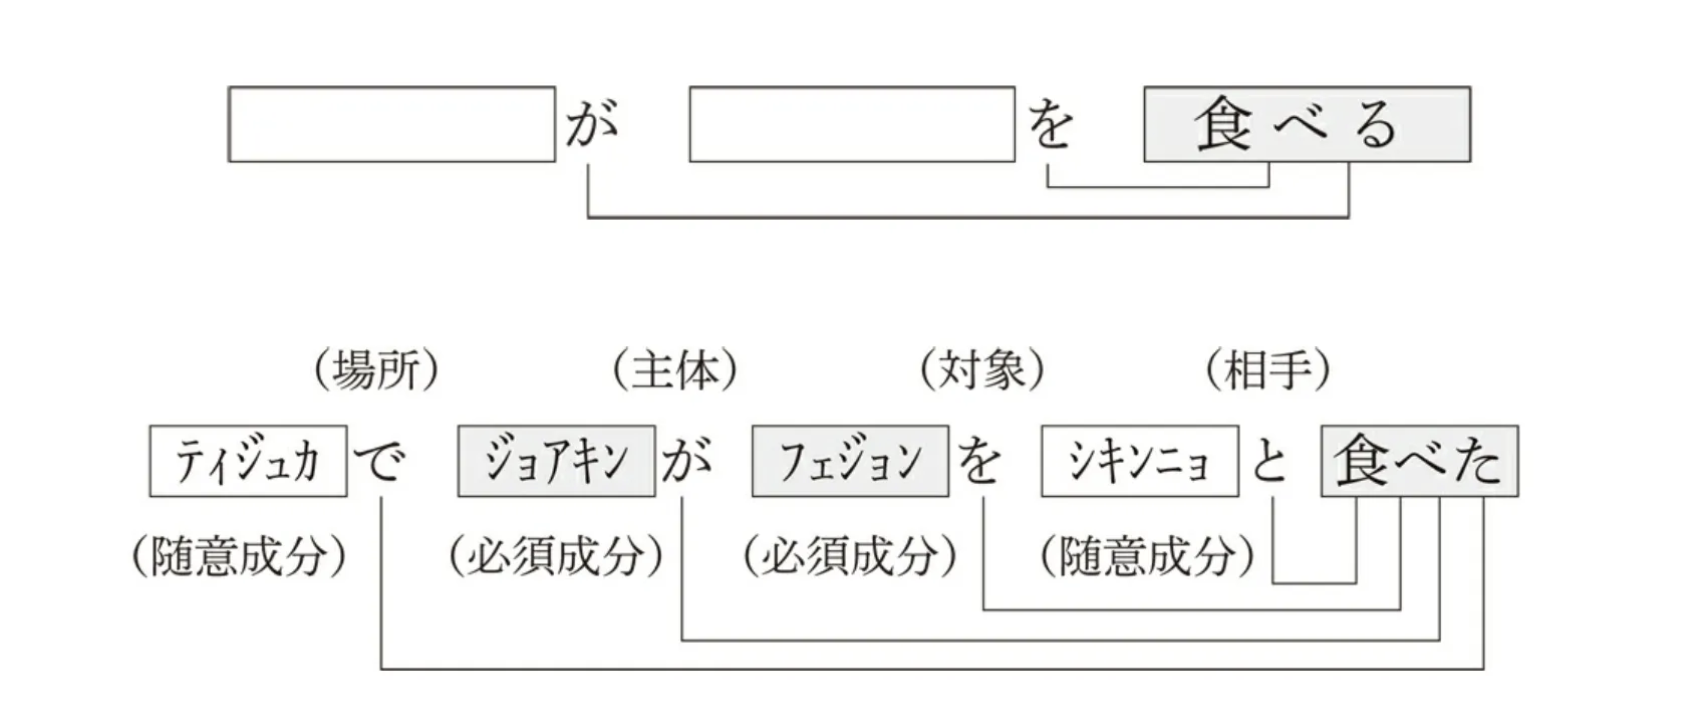 が を 食べる
（場所） （主体） （対象） （相手）
ティジュカ で ジョアキン が フェジョン を シキンニョ と 食べた
（随意成分） （必須成分） （必須成分） （随意成分）